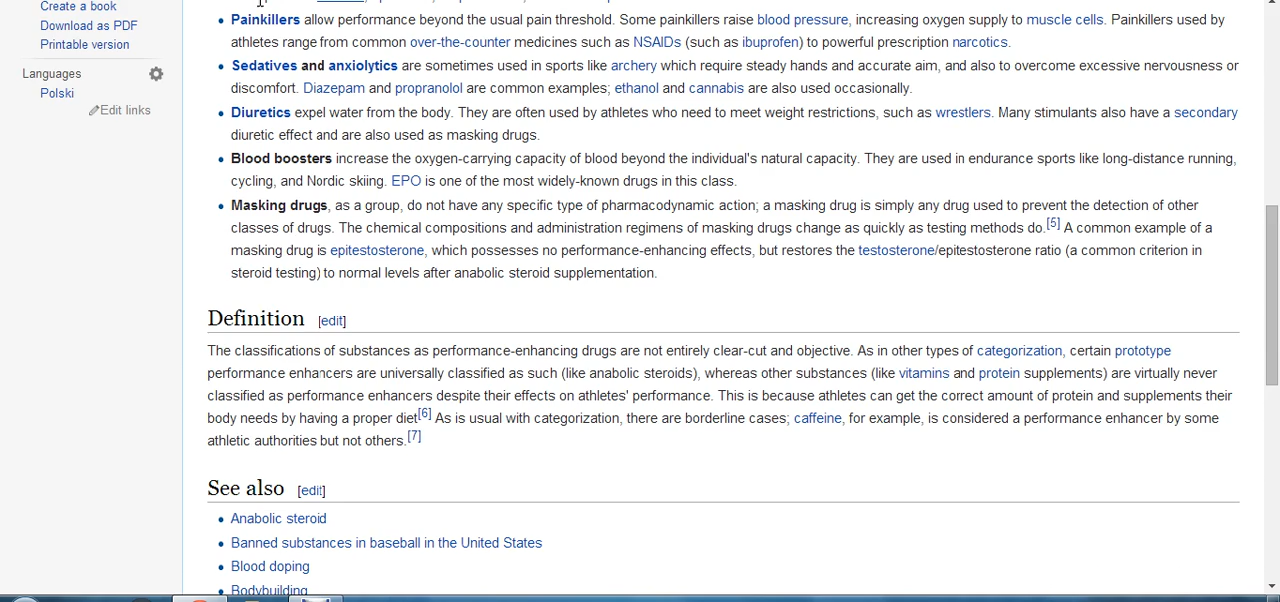 Create a book
Download as PDF
Printable version
Languages
Polski
Edit links
Painkillers allow performance beyond the usual pain threshold. Some painkillers raise blood pressure, increasing oxygen supply to muscle cells. Painkillers used by
athletes range from common over-the-counter medicines such as NSAIDs (such as ibuprofen) to powerful prescription narcotics.
Sedatives and anxiolytics are sometimes used in sports like archery which require steady hands and accurate aim, and also to overcome excessive nervousness or
discomfort. Diazepam and propranolol are common examples; ethanol and cannabis are also used occasionally.
Diuretics expel water from the body. They are often used by athletes who need to meet weight restrictions, such as wrestlers. Many stimulants also have a secondary
diuretic effect and are also used as masking drugs.
Blood boosters increase the oxygen-carrying capacity of blood beyond the individual's natural capacity. They are used in endurance sports like long-distance running,
cycling, and Nordic skiing. EPO is one of the most widely-known drugs in this class.
Masking drugs, as a group, do not have any specific type of pharmacodynamic action; a masking drug is simply any drug used to prevent the detection of other
classes of drugs. The chemical compositions and administration regimens of masking drugs change as quickly as testing methods do.[5] A common example of a
masking drug is epitestosterone, which possesses no performance-enhancing effects, but restores the testosterone/epitestosterone ratio (a common criterion in
steroid testing) to normal levels after anabolic steroid supplementation.
Definition [edit]
The classifications of substances as performance-enhancing drugs are not entirely clear-cut and objective. As in other types of categorization, certain prototype
performance enhancers are universally classified as such (like anabolic steroids), whereas other substances (like vitamins and protein supplements) are virtually never
classified as performance enhancers despite their effects on athletes' performance. This is because athletes can get the correct amount of protein and supplements their
body needs by having a proper diet[6] As is usual with categorization, there are borderline cases; caffeine, for example, is considered a performance enhancer by some
athletic authorities but not others.[7]
See also [edit]
Anabolic steroid
Banned substances in baseball in the United States
Blood doping
Bodybuilding